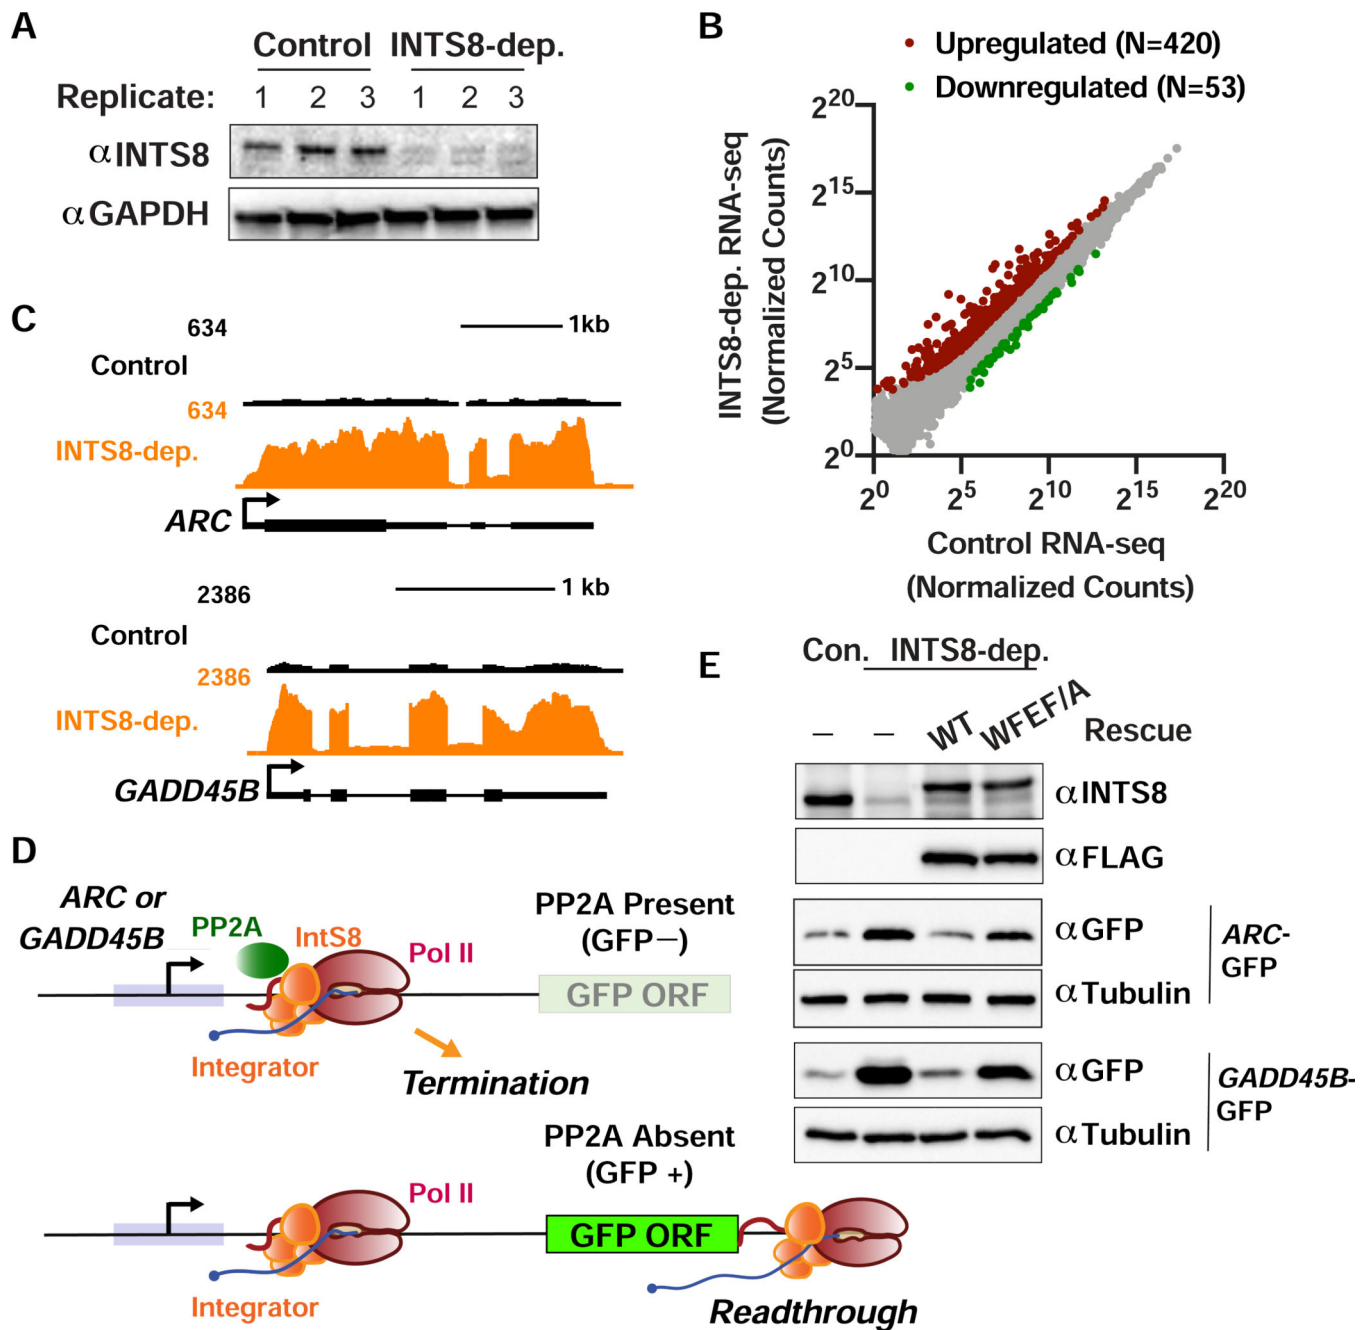 A
Control INTS8-dep.
Replicate: 1 2 3 1 2 3
αINTS8
αGAPDH
B
Upregulated (N=420)
Downregulated (N=53)
INTS8-dep. RNA-seq
(Normalized Counts)
2^20
2^15
2^10
2^5
2^0
2^0 2^5 2^10 2^15 2^20
Control RNA-seq
(Normalized Counts)
C
634
1kb
Control
634
INTS8-dep.
ARC
2386
1 kb
Control
2386
INTS8-dep.
GADD45B
D
ARC or
GADD45B
PP2A
IntS8
Pol II
PP2A Present
(GFP–)
GFP ORF
Integrator
Termination
PP2A Absent
(GFP +)
Pol II
GFP ORF
Integrator
Readthrough
E
Con. INTS8-dep.
– – WT WFEF/A Rescue
αINTS8
αFLAG
αGFP
αTubulin
ARC-
GFP
αGFP
αTubulin
GADD45B-
GFP